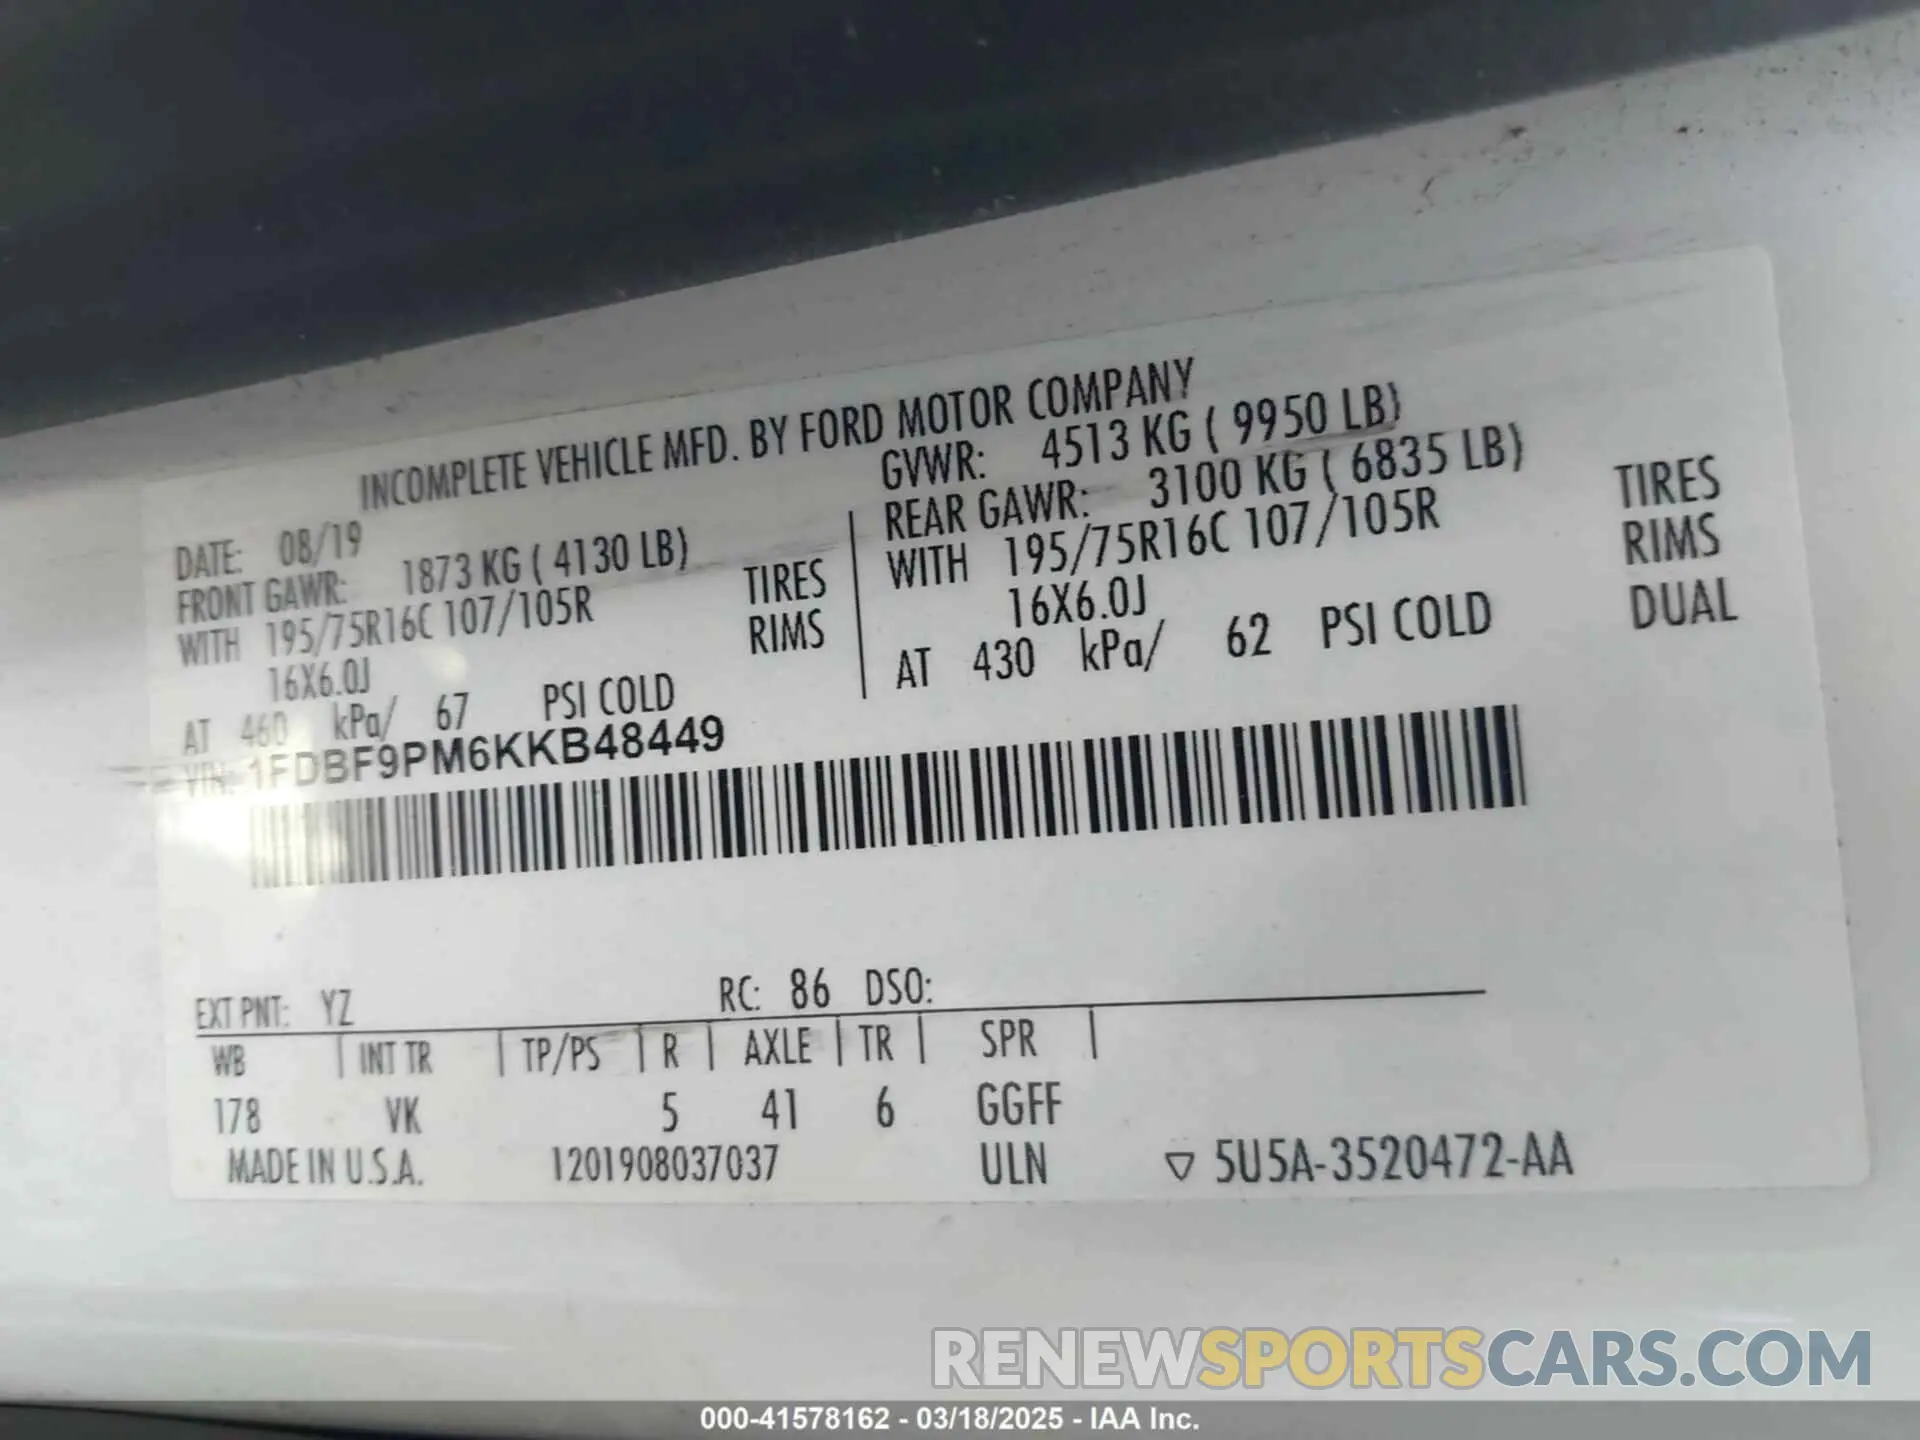 INCOMPLETE VEHICLE MFD. BY FORD MOTOR COMPANY
DATE: 08/19
GVWR: 4513 KG ( 9950 LB)
FRONT GAWR: 1873 KG ( 4130 LB)
REAR GAWR: 3100 KG ( 6835 LB)
WITH 195/75R16C 107/105R TIRES
WITH 195/75R16C 107/105R TIRES
16X6.0J RIMS
16X6.0J RIMS
AT 460 kPa/ 67 PSI COLD
AT 430 kPa/ 62 PSI COLD DUAL
VIN: 1FDBF9PM6KKB48449
EXT PNT: YZ RC: 86 DSO:
WB | INT TR | TP/PS | R | AXLE | TR | SPR |
178 VK 5 41 6 GGFF
MADE IN U.S.A. 1201908037037 ULN ▽ 5U5A-3520472-AA
RENEWSPORTSCARS.COM
000-41578162 - 03/18/2025 - IAA Inc.